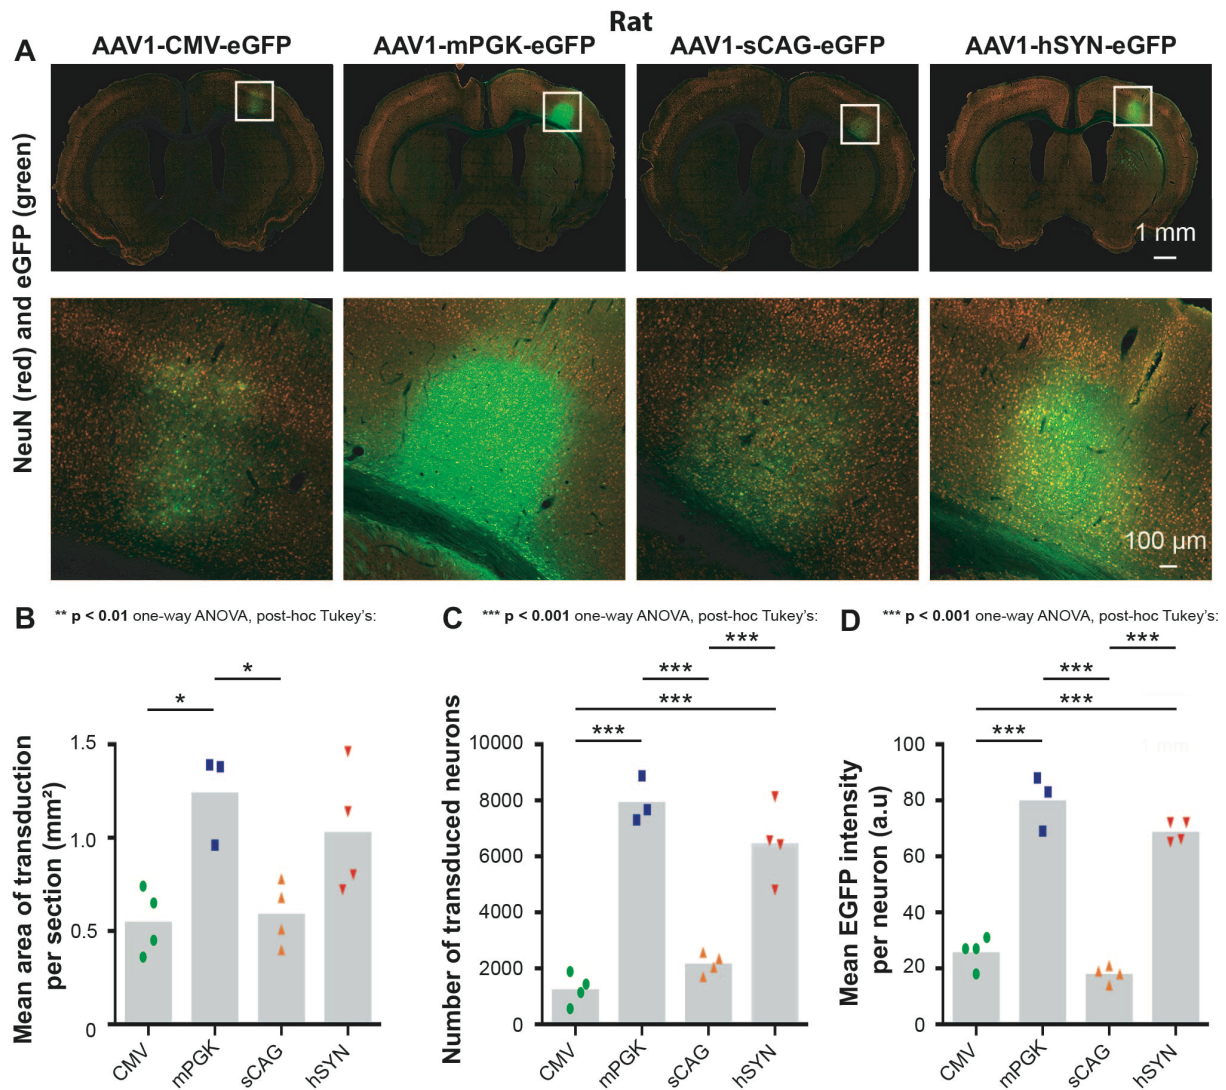 Rat
A
AAV1-CMV-eGFP
AAV1-mPGK-eGFP
AAV1-sCAG-eGFP
AAV1-hSYN-eGFP
NeuN (red) and eGFP (green)
1 mm
100 µm
B
** p < 0.01 one-way ANOVA, post-hoc Tukey's:
*
*
Mean area of transduction
per section (mm²)
1.5
1.0
0.5
0
CMV
mPGK
sCAG
hSYN
C
*** p < 0.001 one-way ANOVA, post-hoc Tukey's:
***
***
***
***
Number of transduced neurons
10000
8000
6000
4000
2000
0
CMV
mPGK
sCAG
hSYN
D
*** p < 0.001 one-way ANOVA, post-hoc Tukey's:
***
***
***
***
1 mm
Mean EGFP intensity
per neuron (a.u)
100
80
60
40
20
0
CMV
mPGK
sCAG
hSYN